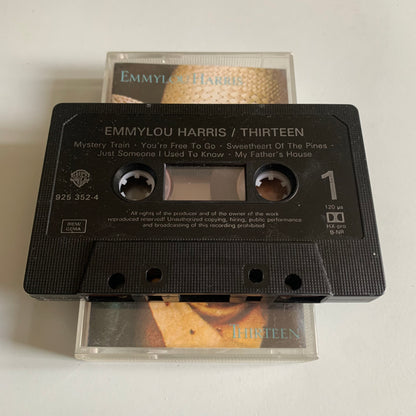 EMMYLOU HARRIS
EMMYLOU HARRIS / THIRTEEN
Mystery Train · You're Free To Go · Sweetheart Of The Pines ·
Just Someone I Used To Know · My Father's House
1
925 352-4
120 µs
BIEM/
GEMA
HX-pro
B-NR
All rights of the producer and of the owner of the work
reproduced reserved! Unauthorized copying, hiring, public performance
and broadcasting of this recording prohibited
THIRTEEN